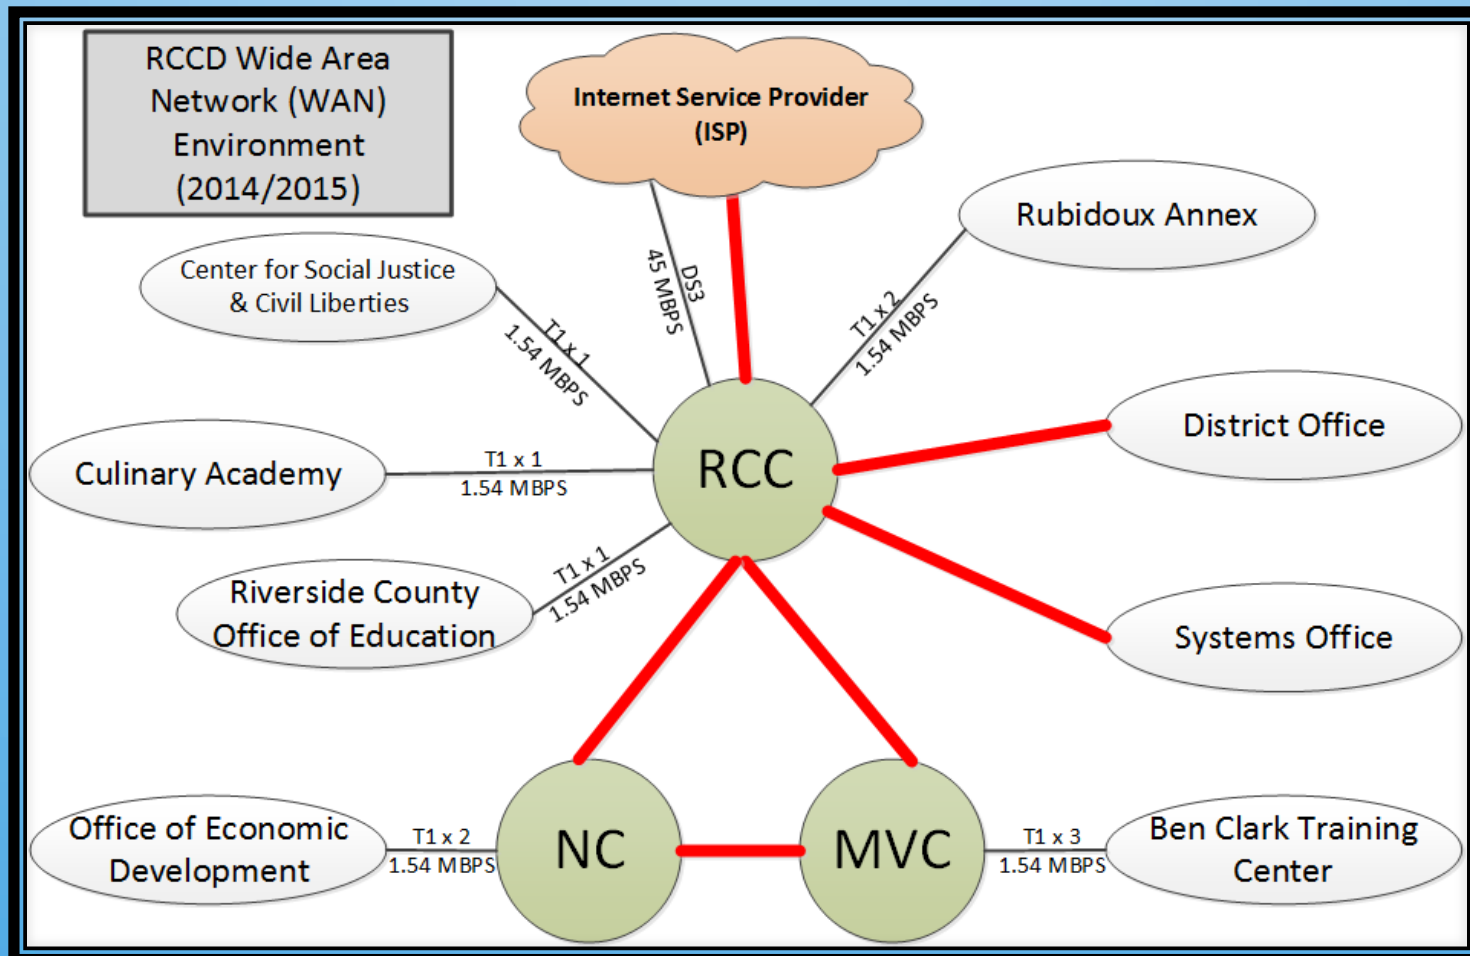 RCCD Wide Area
Network (WAN)
Environment
(2014/2015)
Internet Service Provider
(ISP)
Rubidoux Annex
Center for Social Justice
& Civil Liberties
DS3
45 MBPS
T1 x 2
1.54 MBPS
T1 x 1
1.54 MBPS
District Office
Culinary Academy
T1 x 1
1.54 MBPS
RCC
Riverside County
Office of Education
T1 x 1
1.54 MBPS
Systems Office
Office of Economic
Development
T1 x 2
1.54 MBPS
NC
MVC
T1 x 3
1.54 MBPS
Ben Clark Training
Center